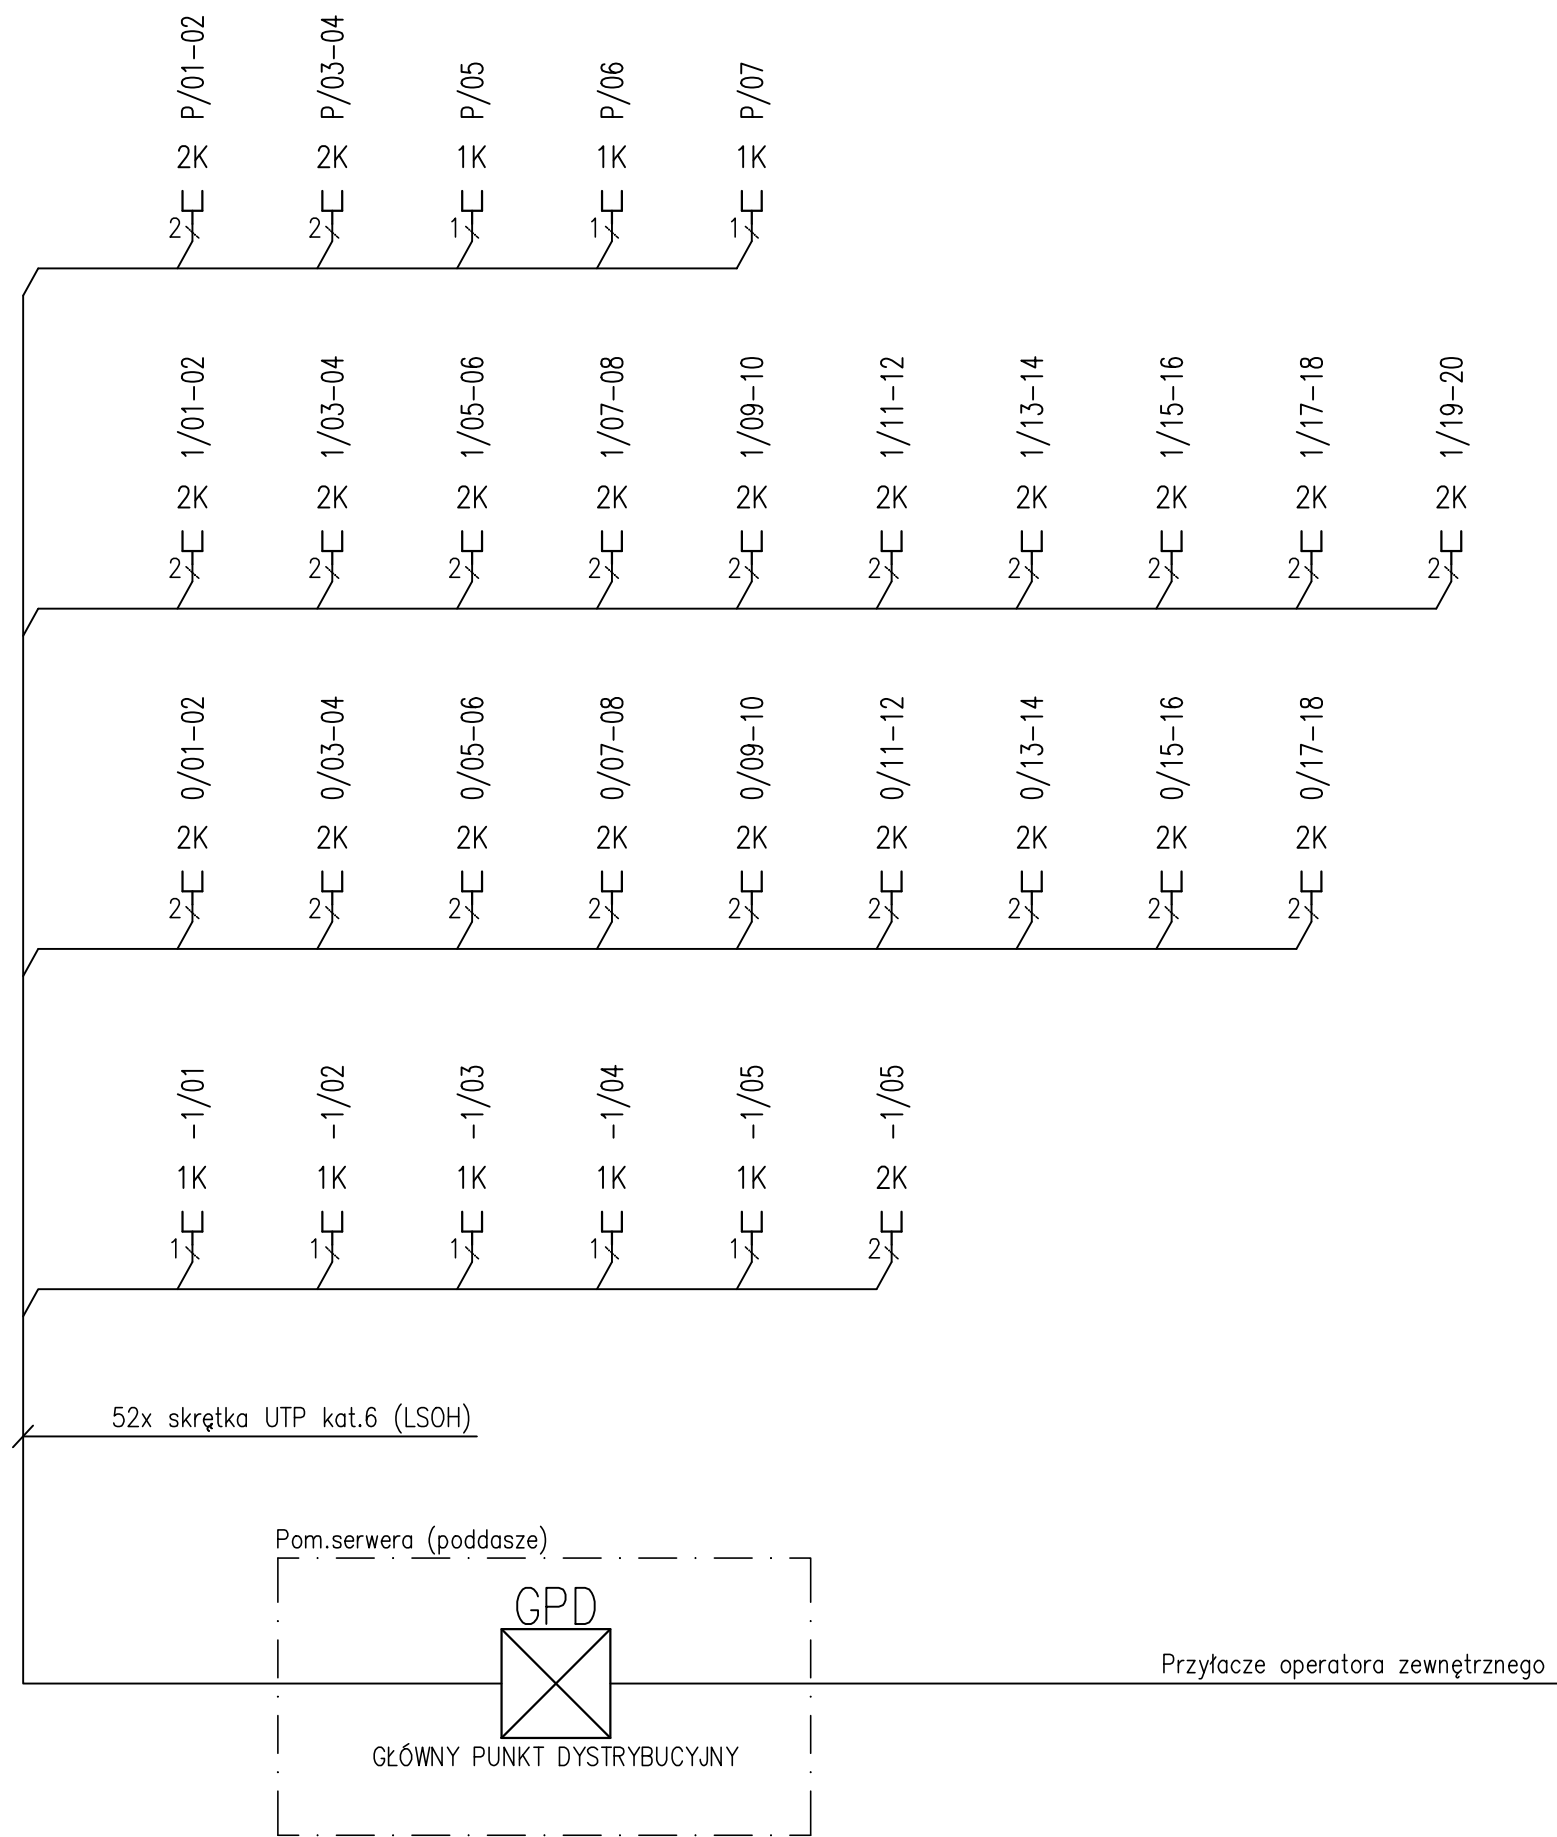 P/01-02 P/03-04 P/05 P/06 P/07
2K 2K 1K 1K 1K
2 2 1 1 1
1/01-02 1/03-04 1/05-06 1/07-08 1/09-10 1/11-12 1/13-14 1/15-16 1/17-18 1/19-20
2K 2K 2K 2K 2K 2K 2K 2K 2K 2K
2 2 2 2 2 2 2 2 2 2
0/01-02 0/03-04 0/05-06 0/07-08 0/09-10 0/11-12 0/13-14 0/15-16 0/17-18
2K 2K 2K 2K 2K 2K 2K 2K 2K
2 2 2 2 2 2 2 2 2
-1/01 -1/02 -1/03 -1/04 -1/05 -1/05
1K 1K 1K 1K 1K 2K
1 1 1 1 1 2
52x skrętka UTP kat.6 (LSOH)
Pom.serwera (poddasze)
GPD
Przyłacze operatora zewnętrznego
GŁÓWNY PUNKT DYSTRYBUCYJNY